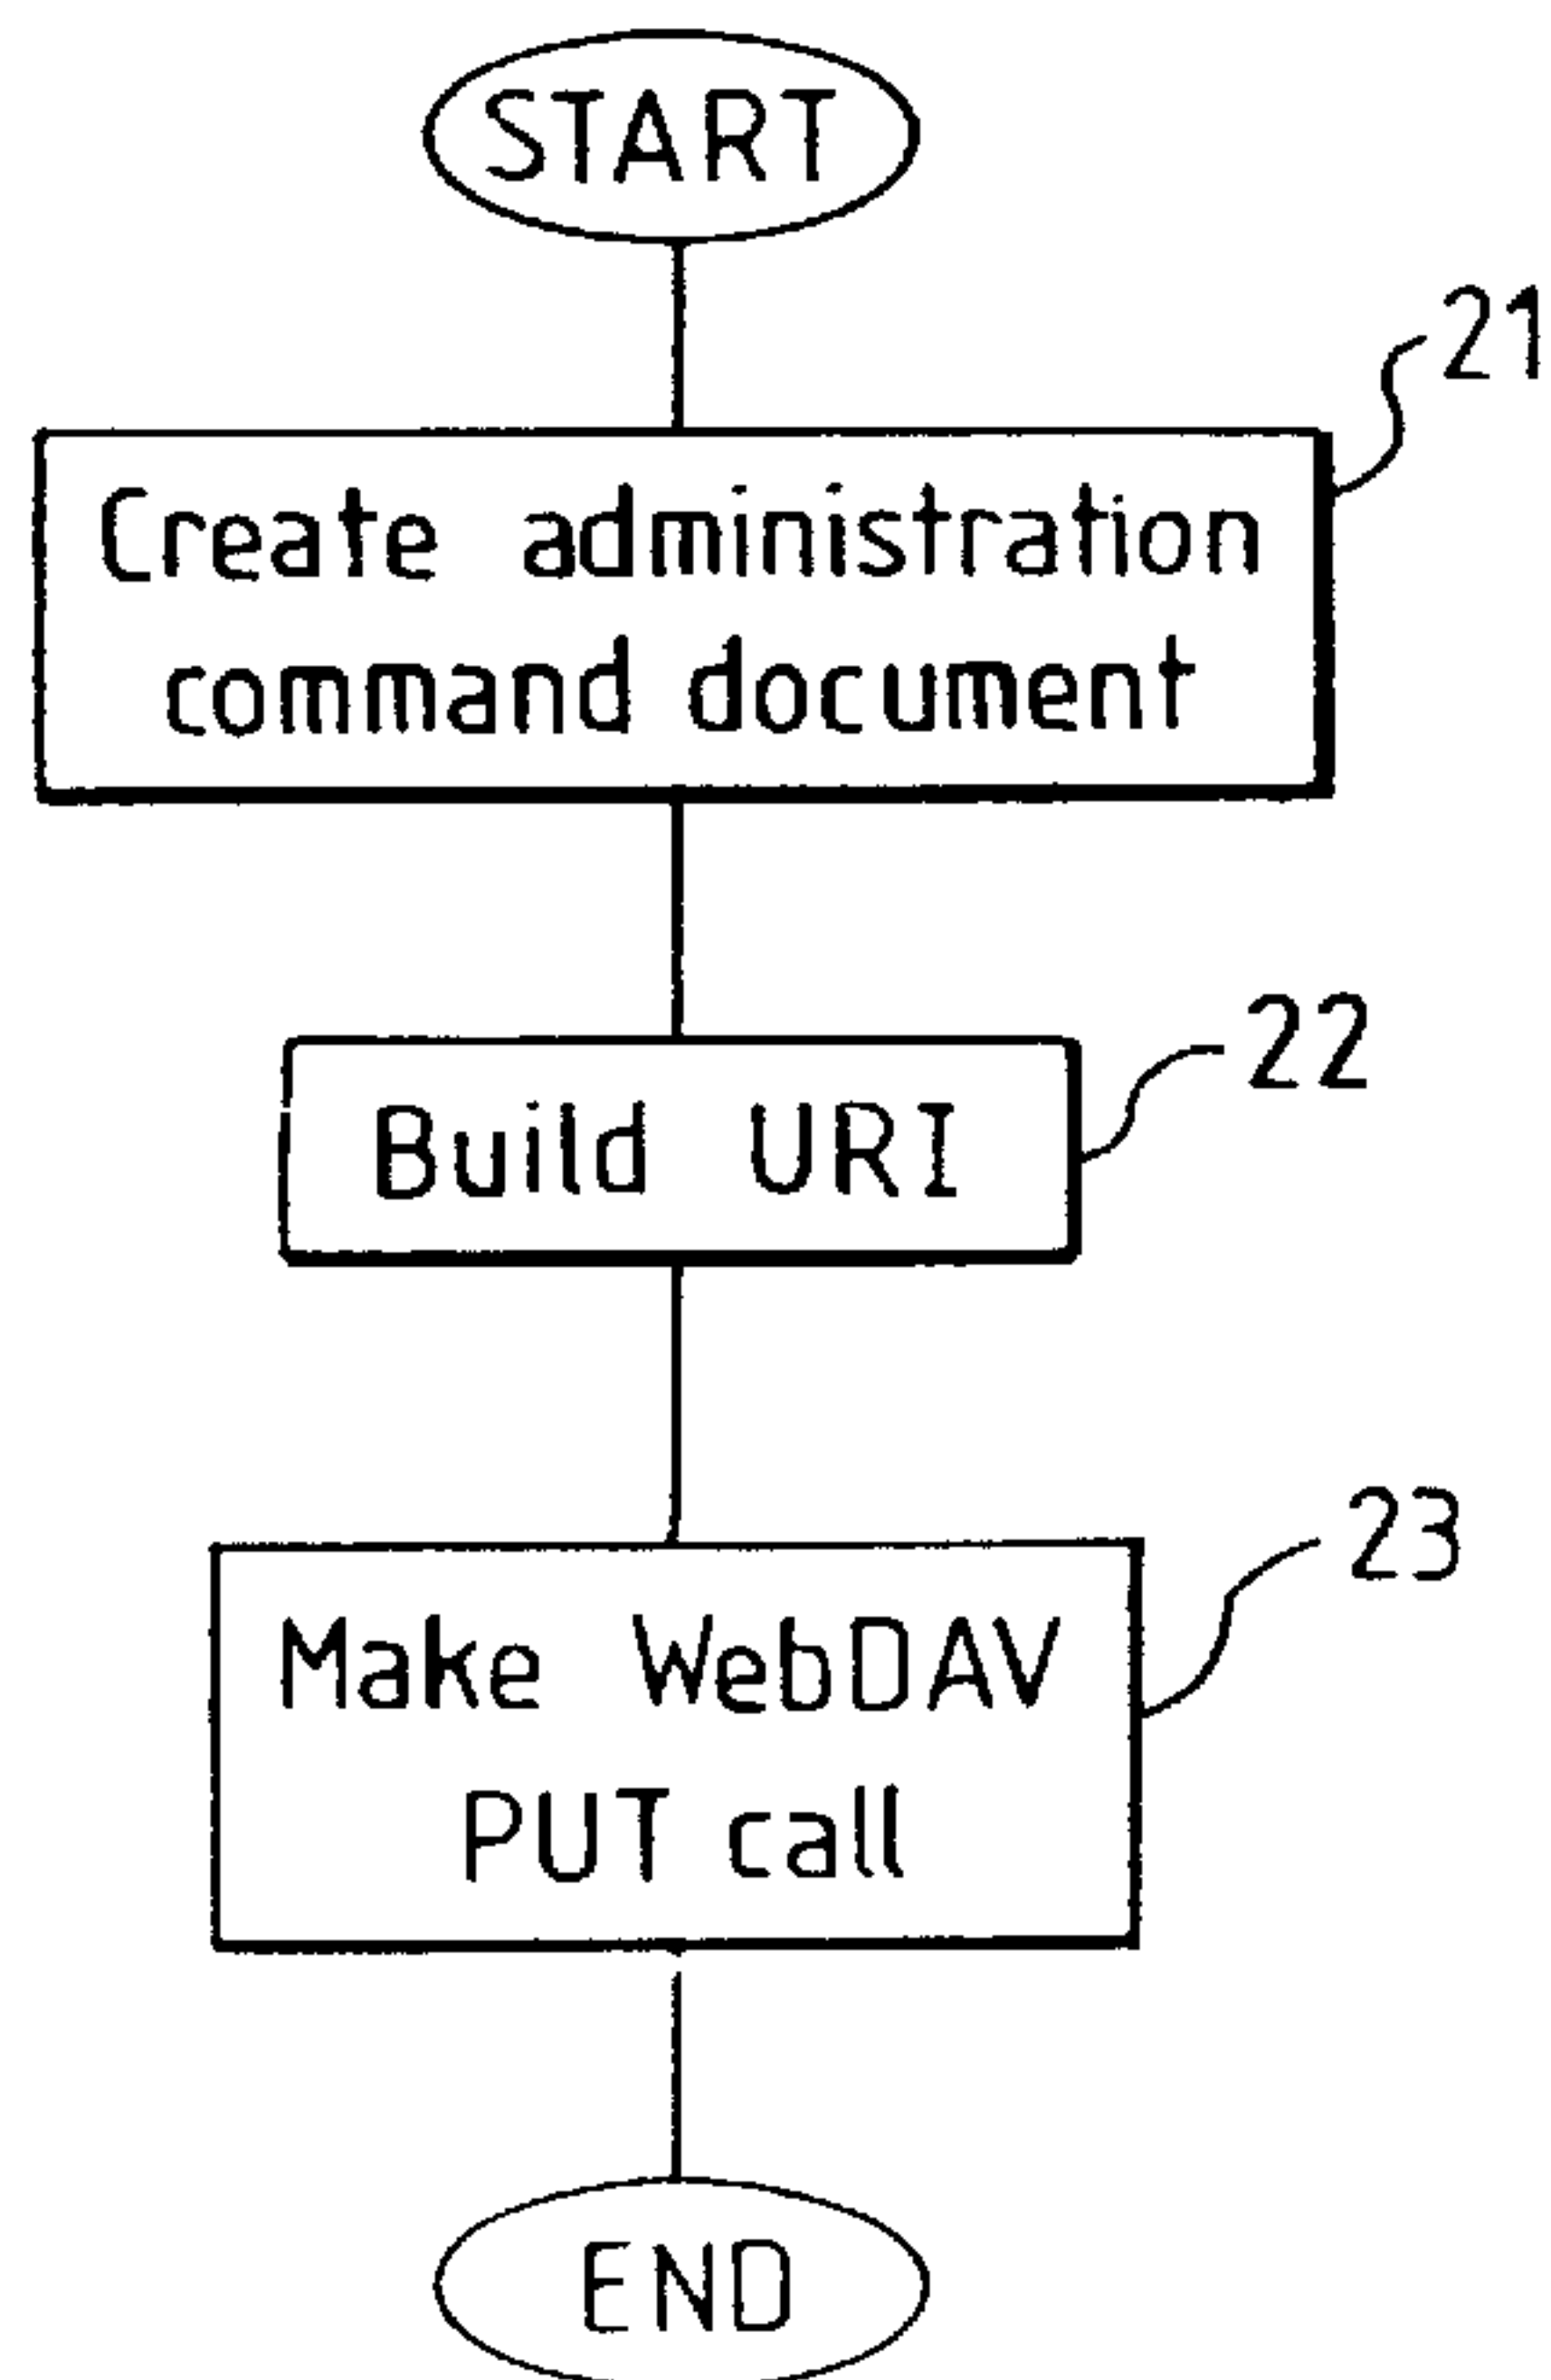 START
21
Create administration
command document
22
Build URI
23
Make WebDAV
PUT call
END